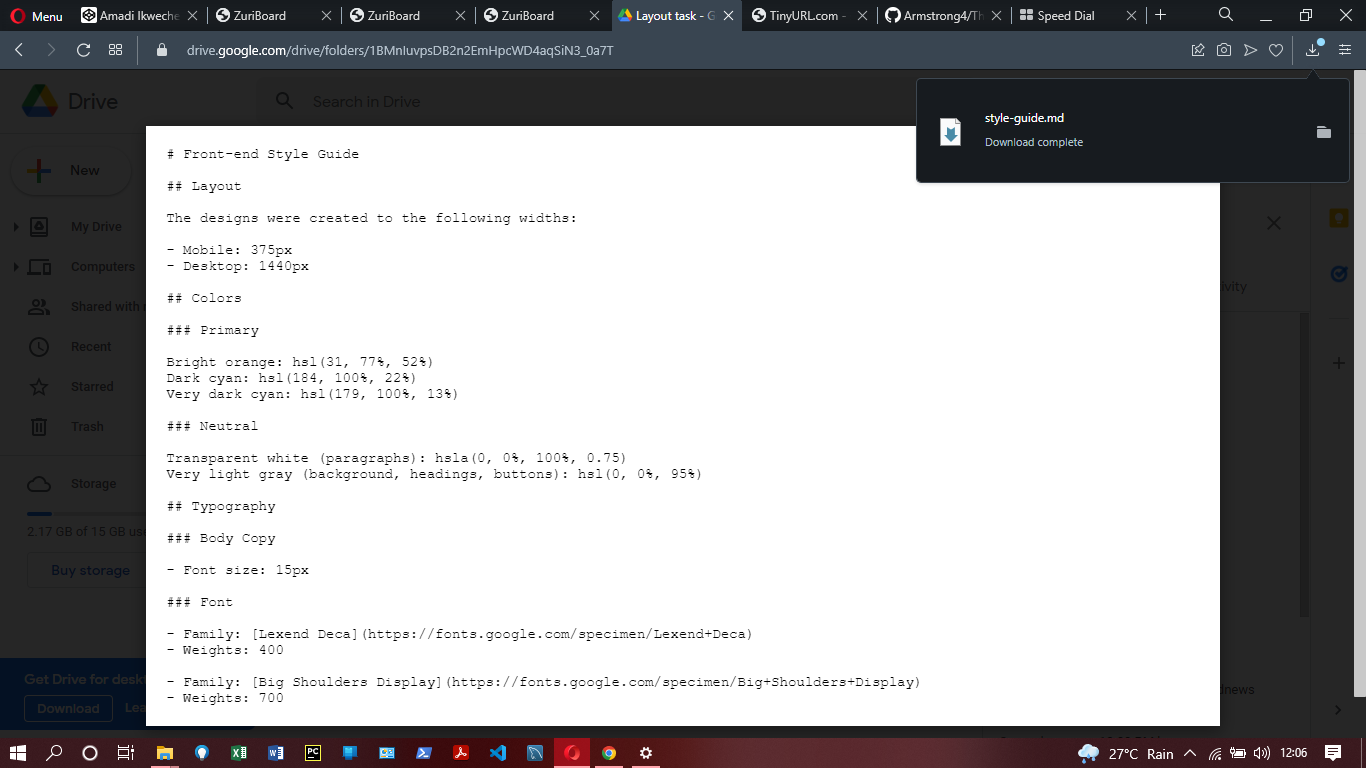 Menu
Amadi Ikweche
ZuriBoard
ZuriBoard
ZuriBoard
Layout task - G
TinyURL.com -
Armstrong4/Th
Speed Dial
drive.google.com/drive/folders/1BMnIuvpsDB2n2EmHpcWD4aqSiN3_0a7T
Drive
Search in Drive
style-guide.md
Download complete
New
My Drive
Computers
Shared with
Recent
Starred
Trash
Storage
2.17 GB of 15 GB use
Buy storage
Get Drive for deskt
Download
Lea
# Front-end Style Guide
## Layout
The designs were created to the following widths:
- Mobile: 375px
- Desktop: 1440px
## Colors
### Primary
Bright orange: hsl(31, 77%, 52%)
Dark cyan: hsl(184, 100%, 22%)
Very dark cyan: hsl(179, 100%, 13%)
### Neutral
Transparent white (paragraphs): hsla(0, 0%, 100%, 0.75)
Very light gray (background, headings, buttons): hsl(0, 0%, 95%)
## Typography
### Body Copy
- Font size: 15px
### Font
- Family: [Lexend Deca](https://fonts.google.com/specimen/Lexend+Deca)
- Weights: 400
- Family: [Big Shoulders Display](https://fonts.google.com/specimen/Big+Shoulders+Display)
- Weights: 700
vity
27°C Rain
12:06